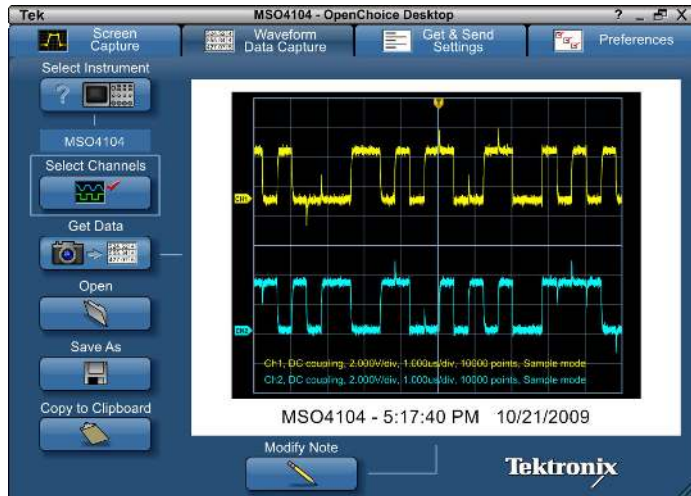 Tek
MSO4104 - OpenChoice Desktop
? _ X
Screen
Capture
Waveform
Data Capture
Get & Send
Settings
Preferences
Select Instrument
?
MSO4104
Select Channels
Get Data
Open
Save As
Copy to Clipboard
T
CH1
CH2
Ch1, DC coupling, 2.000V/div, 1.000us/div, 10000 points, Sample mode
Ch2, DC coupling, 2.000V/div, 1.000us/div, 10000 points, Sample mode
MSO4104 - 5:17:40 PM 10/21/2009
Modify Note
Tektronix